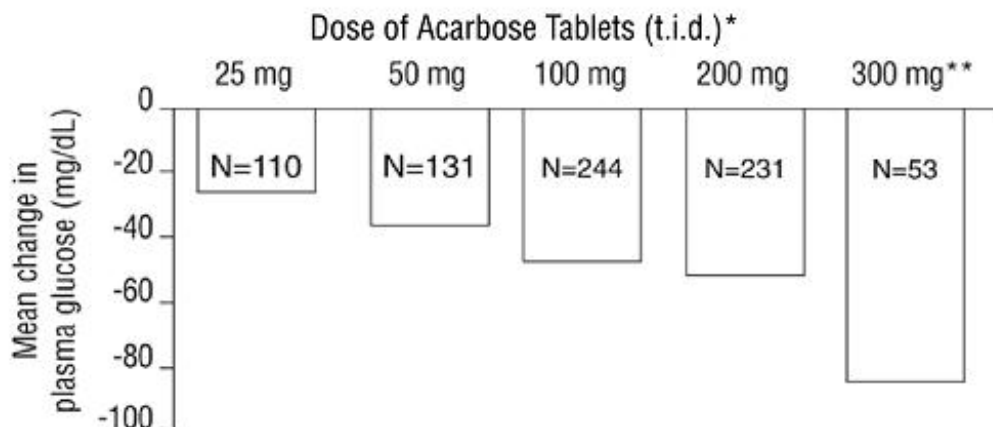 Dose of Acarbose Tablets (t.i.d.)*
25 mg 50 mg 100 mg 200 mg 300 mg**
Mean change in
plasma glucose (mg/dL)
0
-20
-40
-60
-80
-100
N=110 N=131 N=244 N=231 N=53